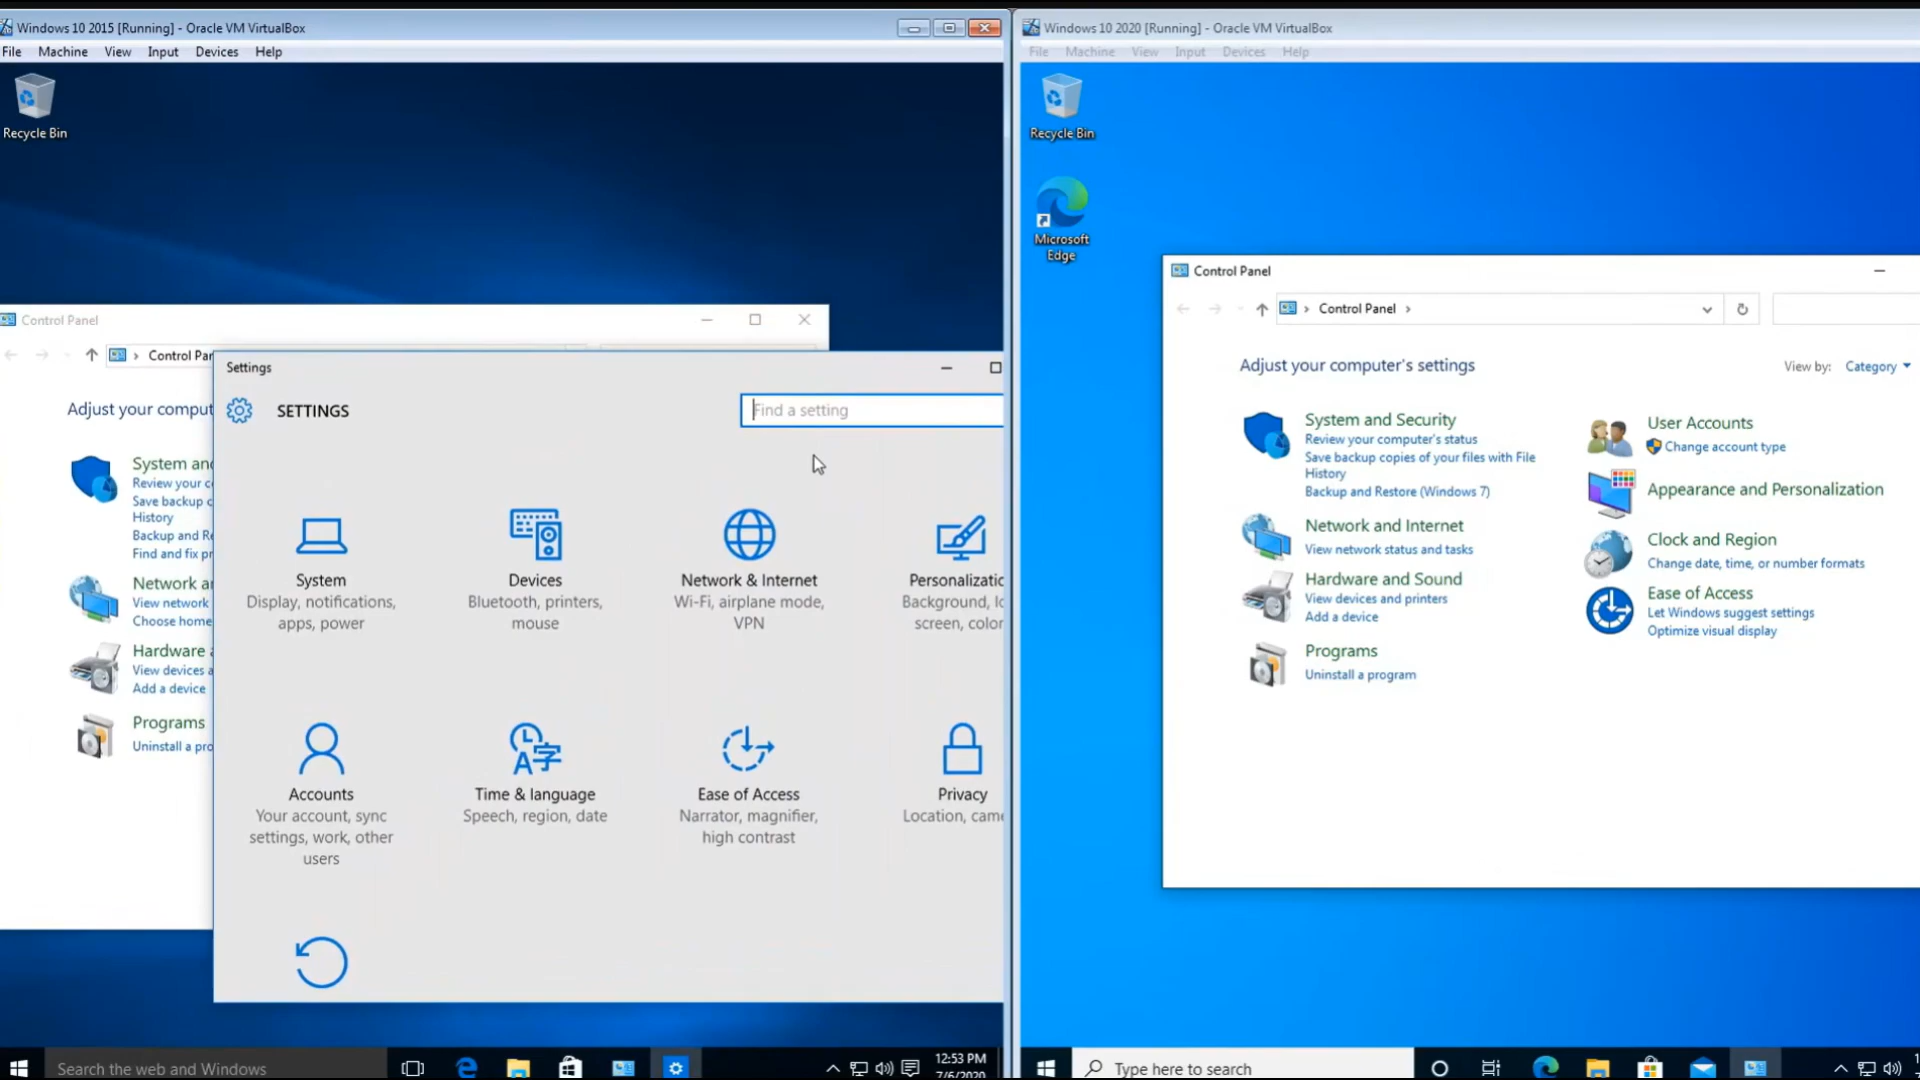 Windows 10 2015 [Running] - Oracle VM VirtualBox
File Machine View Input Devices Help
Recycle Bin
Control Panel
Control Par
Adjust your comput
System and
Review your c
Save backup c
History
Backup and Re
Find and fix pr
Network a
View network
Choose home
Hardware
View devices a
Add a device
Programs
Uninstall a pro
Settings
SETTINGS
Find a setting
System
Display, notifications,
apps, power
Devices
Bluetooth, printers,
mouse
Network & Internet
Wi-Fi, airplane mode,
VPN
Personalizatio
Background, lo
screen, color
Accounts
Your account, sync
settings, work, other
users
Time & language
Speech, region, date
Ease of Access
Narrator, magnifier,
high contrast
Privacy
Location, came
Search the web and Windows
12:53 PM
7/6/2020
Windows 10 2020 [Running] - Oracle VM VirtualBox
File Machine View Input Devices Help
Recycle Bin
Microsoft
Edge
Control Panel
Control Panel
Adjust your computer's settings
View by: Category
System and Security
Review your computer's status
Save backup copies of your files with File
History
Backup and Restore (Windows 7)
Network and Internet
View network status and tasks
Hardware and Sound
View devices and printers
Add a device
Programs
Uninstall a program
User Accounts
Change account type
Appearance and Personalization
Clock and Region
Change date, time, or number formats
Ease of Access
Let Windows suggest settings
Optimize visual display
Type here to search